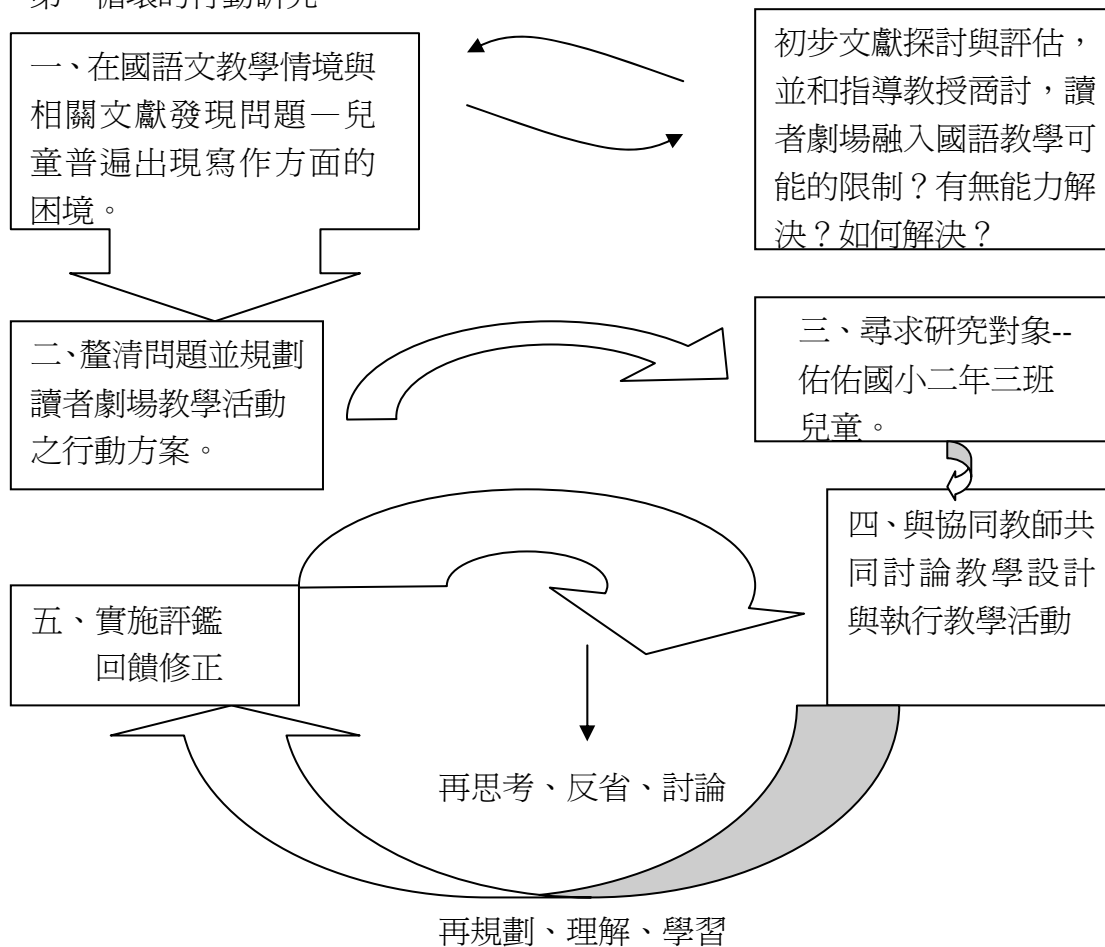 一、在國語文教學情境與
相關文獻發現問題—兒
童普遍出現寫作方面的
困境。
初步文獻探討與評估，
並和指導教授商討，讀
者劇場融入國語教學可
能的限制？有無能力解
決？如何解決？
二、釐清問題並規劃
讀者劇場教學活動
之行動方案。
三、尋求研究對象--
佑佑國小二年三班
兒童。
四、與協同教師共
同討論教學設計
與執行教學活動
五、實施評鑑
回饋修正
再思考、反省、討論
再規劃、理解、學習